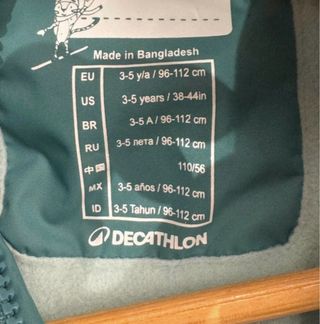 Made in Bangladesh
EU 3-5 y/a / 96-112 cm
US 3-5 years / 38-44in
BR 3-5 A / 96-112 cm
RU 3-5 лета / 96-112 cm
中国 110/56
MX 3-5 años / 96-112 cm
ID 3-5 Tahun / 96-112 cm
DECATHLON